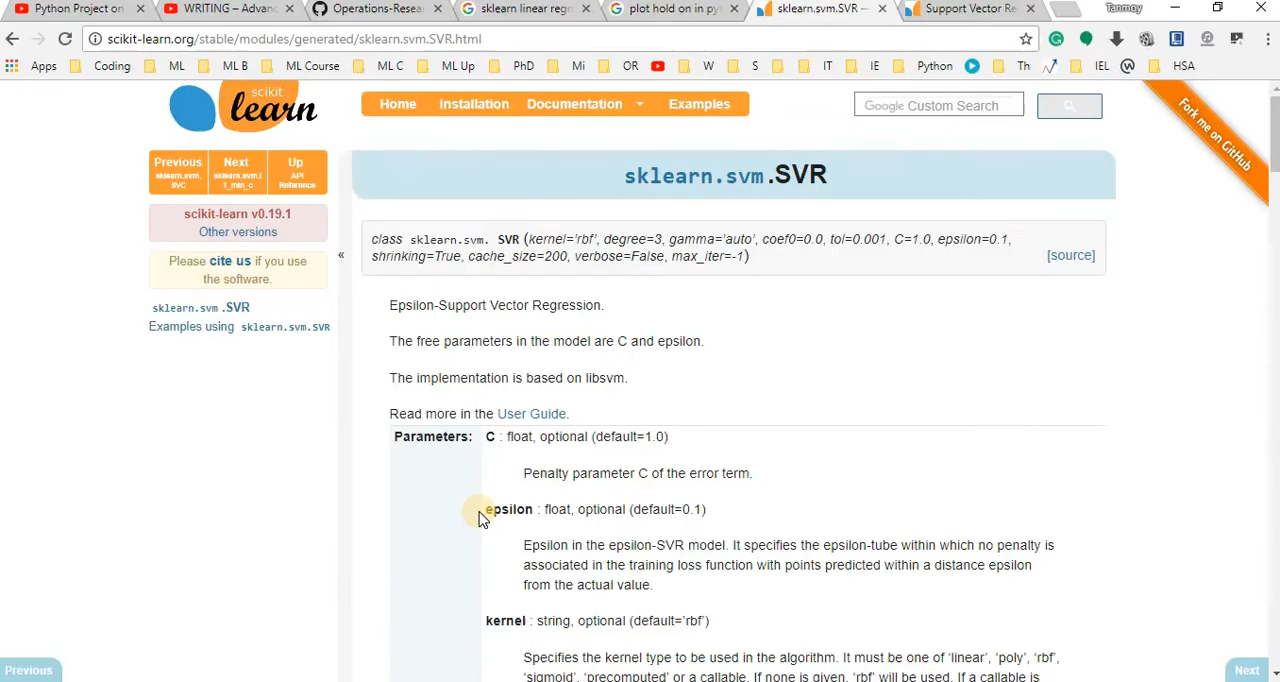 Python Project on
WRITING – Advanc
Operations-Resea
sklearn linear regr
plot hold on in pyt
sklearn.svm.SVR —
Support Vector Re
Tanmoy
scikit-learn.org/stable/modules/generated/sklearn.svm.SVR.html
Apps Coding ML ML B ML Course ML C ML Up PhD Mi OR W S IT IE Python Th IEL HSA
scikit
learn
Home Installation Documentation Examples
Google Custom Search
Fork me on GitHub
Previous
sklearn.svm.
SVC
Next
sklearn.svm.l
1_min_c
Up
API
Reference
scikit-learn v0.19.1
Other versions
Please cite us if you use
the software.
sklearn.svm.SVR
Examples using sklearn.svm.SVR
«
sklearn.svm.SVR
class sklearn.svm. SVR (kernel='rbf', degree=3, gamma='auto', coef0=0.0, tol=0.001, C=1.0, epsilon=0.1,
shrinking=True, cache_size=200, verbose=False, max_iter=-1)
[source]
Epsilon-Support Vector Regression.
The free parameters in the model are C and epsilon.
The implementation is based on libsvm.
Read more in the User Guide.
Parameters: C : float, optional (default=1.0)
Penalty parameter C of the error term.
epsilon : float, optional (default=0.1)
Epsilon in the epsilon-SVR model. It specifies the epsilon-tube within which no penalty is
associated in the training loss function with points predicted within a distance epsilon
from the actual value.
kernel : string, optional (default='rbf')
Specifies the kernel type to be used in the algorithm. It must be one of 'linear', 'poly', 'rbf',
'sigmoid', 'precomputed' or a callable. If none is given, 'rbf' will be used. If a callable is
Previous
Next